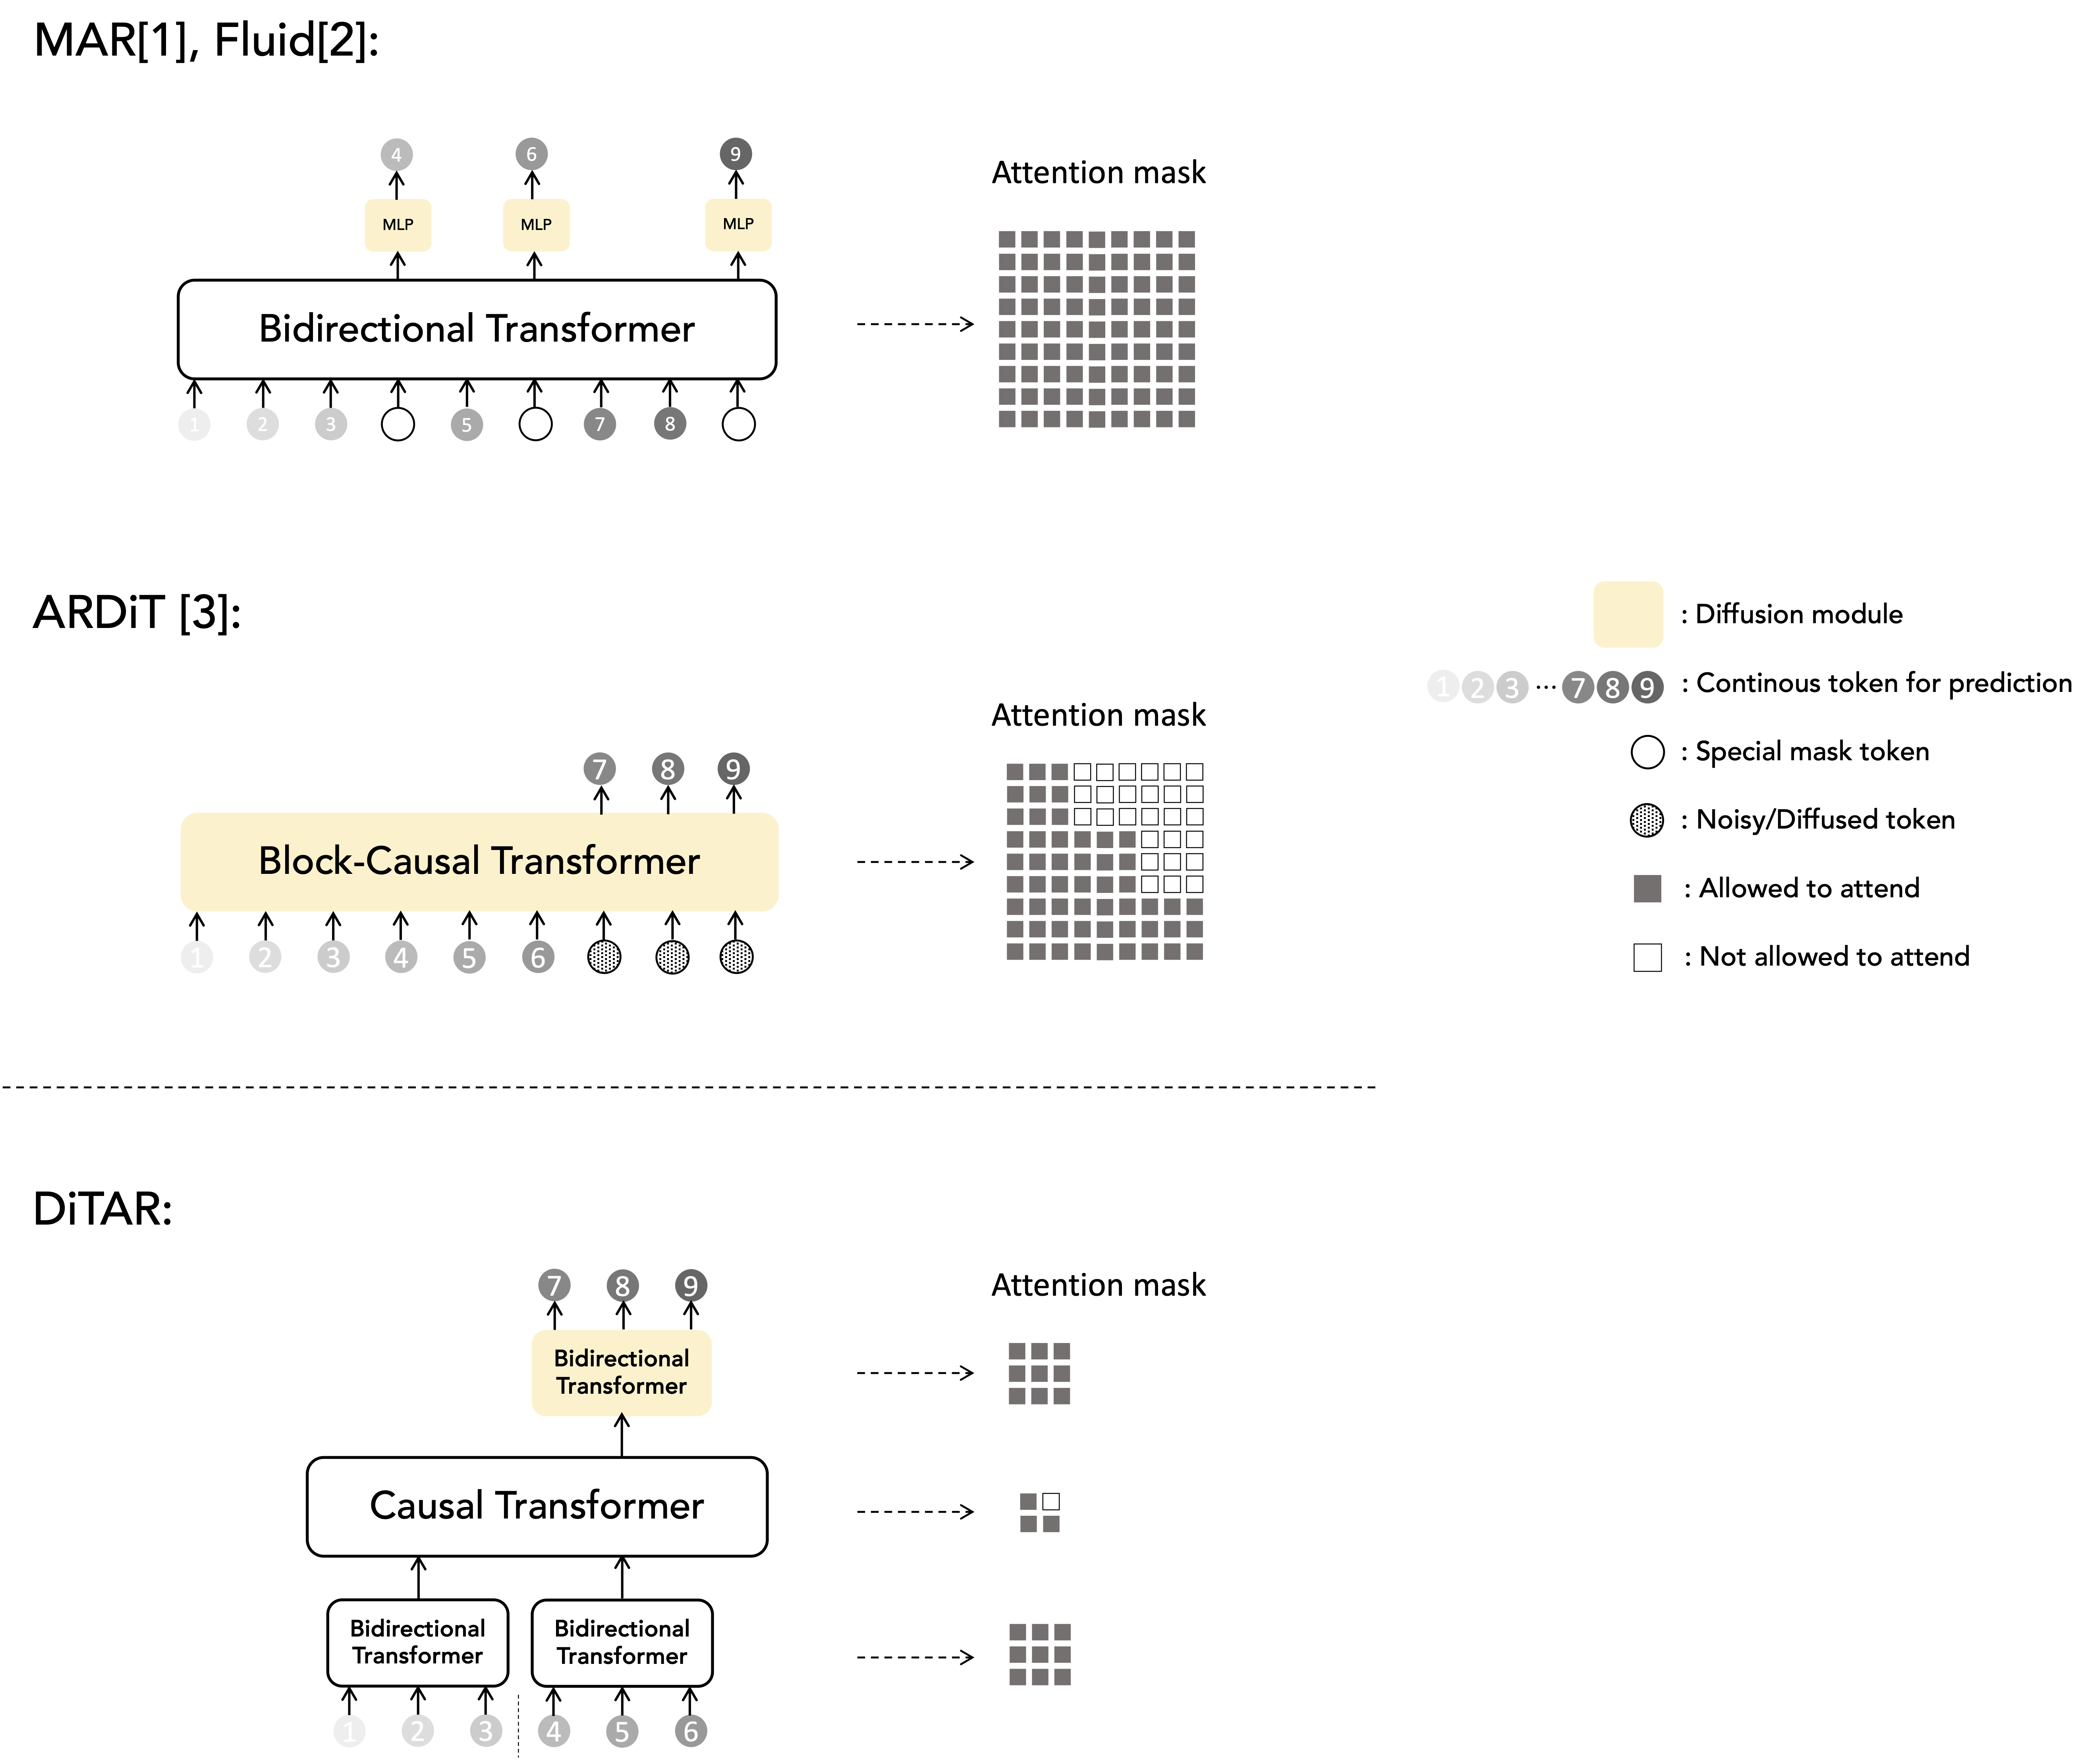 MAR[1], Fluid[2]:
4 6 9
MLP MLP MLP
Attention mask
Bidirectional Transformer
1 2 3 5 7 8
ARDiT [3]:
: Diffusion module
1 2 3 ··· 7 8 9 : Continous token for prediction
Attention mask
: Special mask token
7 8 9
: Noisy/Diffused token
Block-Causal Transformer
: Allowed to attend
1 2 3 4 5 6
: Not allowed to attend
DiTAR:
7 8 9
Attention mask
Bidirectional
Transformer
Causal Transformer
Bidirectional
Transformer
Bidirectional
Transformer
1 2 3 4 5 6